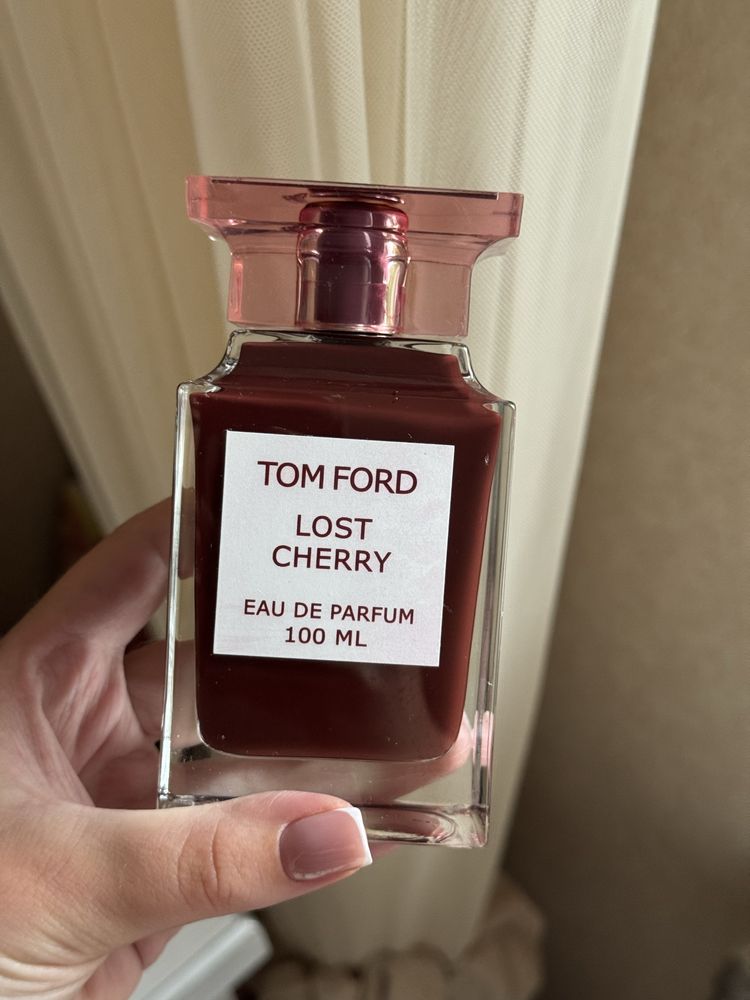 TOM FORD
LOST
CHERRY
EAU DE PARFUM
100 ML